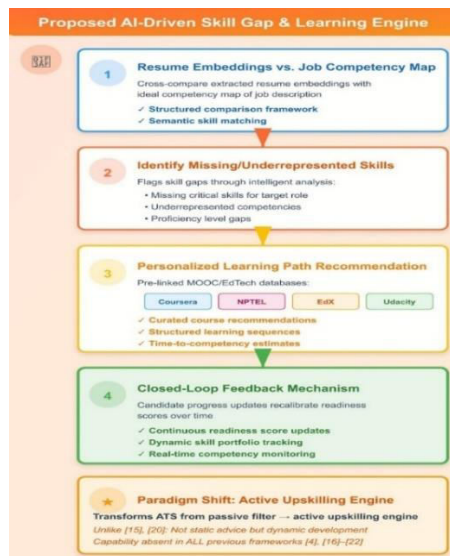 Proposed AI-Driven Skill Gap & Learning Engine
1
Resume Embeddings vs. Job Competency Map
Cross-compare extracted resume embeddings with
ideal competency map of job description
✓ Structured comparison framework
✓ Semantic skill matching
2
Identify Missing/Underrepresented Skills
Flags skill gaps through intelligent analysis:
• Missing critical skills for target role
• Underrepresented competencies
• Proficiency level gaps
3
Personalized Learning Path Recommendation
Pre-linked MOOC/EdTech databases:
Coursera NPTEL EdX Udacity
✓ Curated course recommendations
✓ Structured learning sequences
✓ Time-to-competency estimates
4
Closed-Loop Feedback Mechanism
Candidate progress updates recalibrate readiness
scores over time
✓ Continuous readiness score updates
✓ Dynamic skill portfolio tracking
✓ Real-time competency monitoring
★
Paradigm Shift: Active Upskilling Engine
Transforms ATS from passive filter → active upskilling engine
Unlike [15], [20]: Not static advice but dynamic development
Capability absent in ALL previous frameworks [4], [16]–[22]